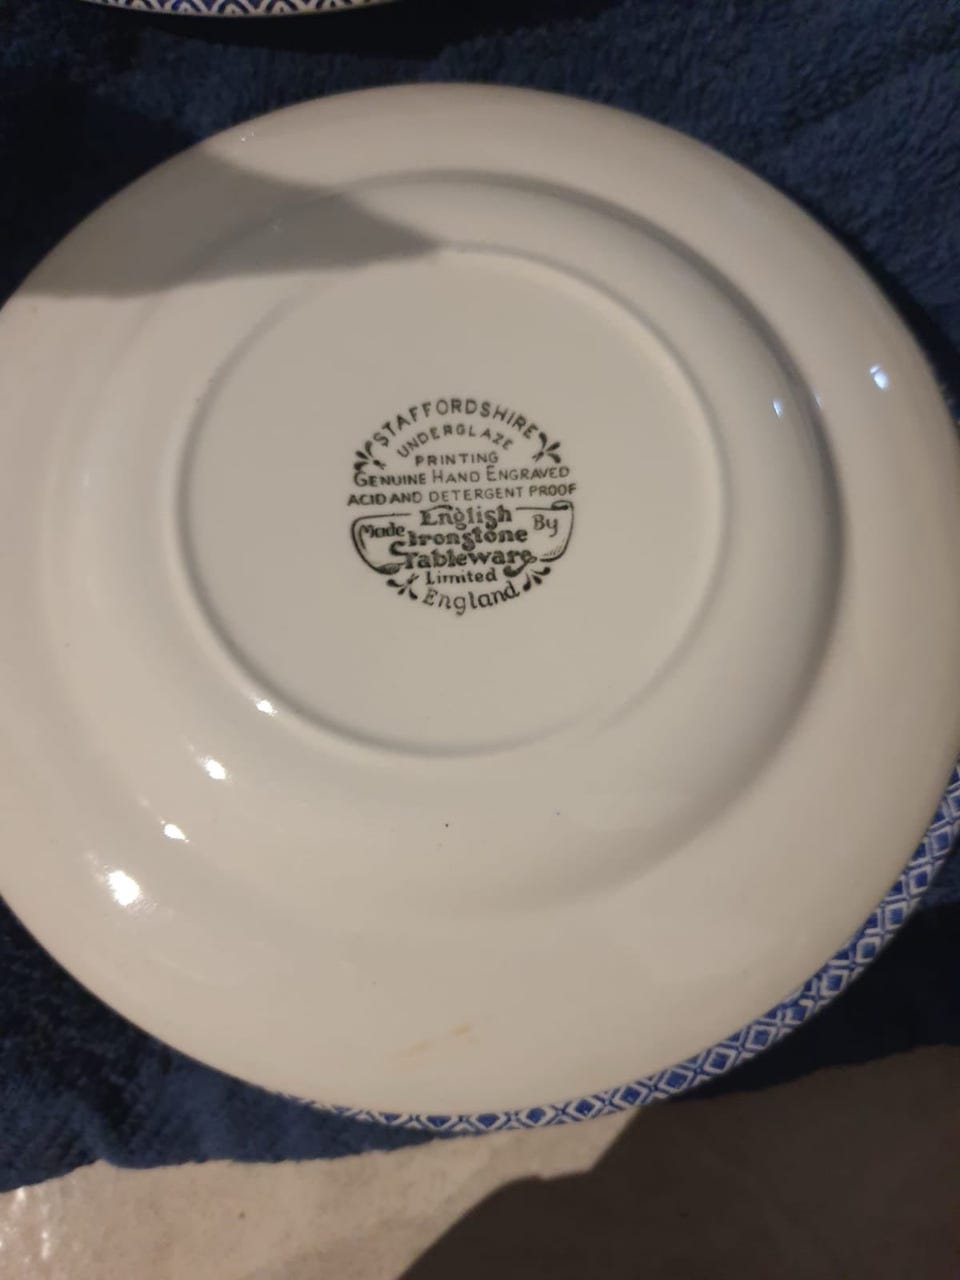 STAFFORDSHIRE
UNDERGLAZE
PRINTING
GENUINE HAND ENGRAVED
ACID AND DETERGENT PROOF
Made English By
Ironstone
Tableware
Limited
England